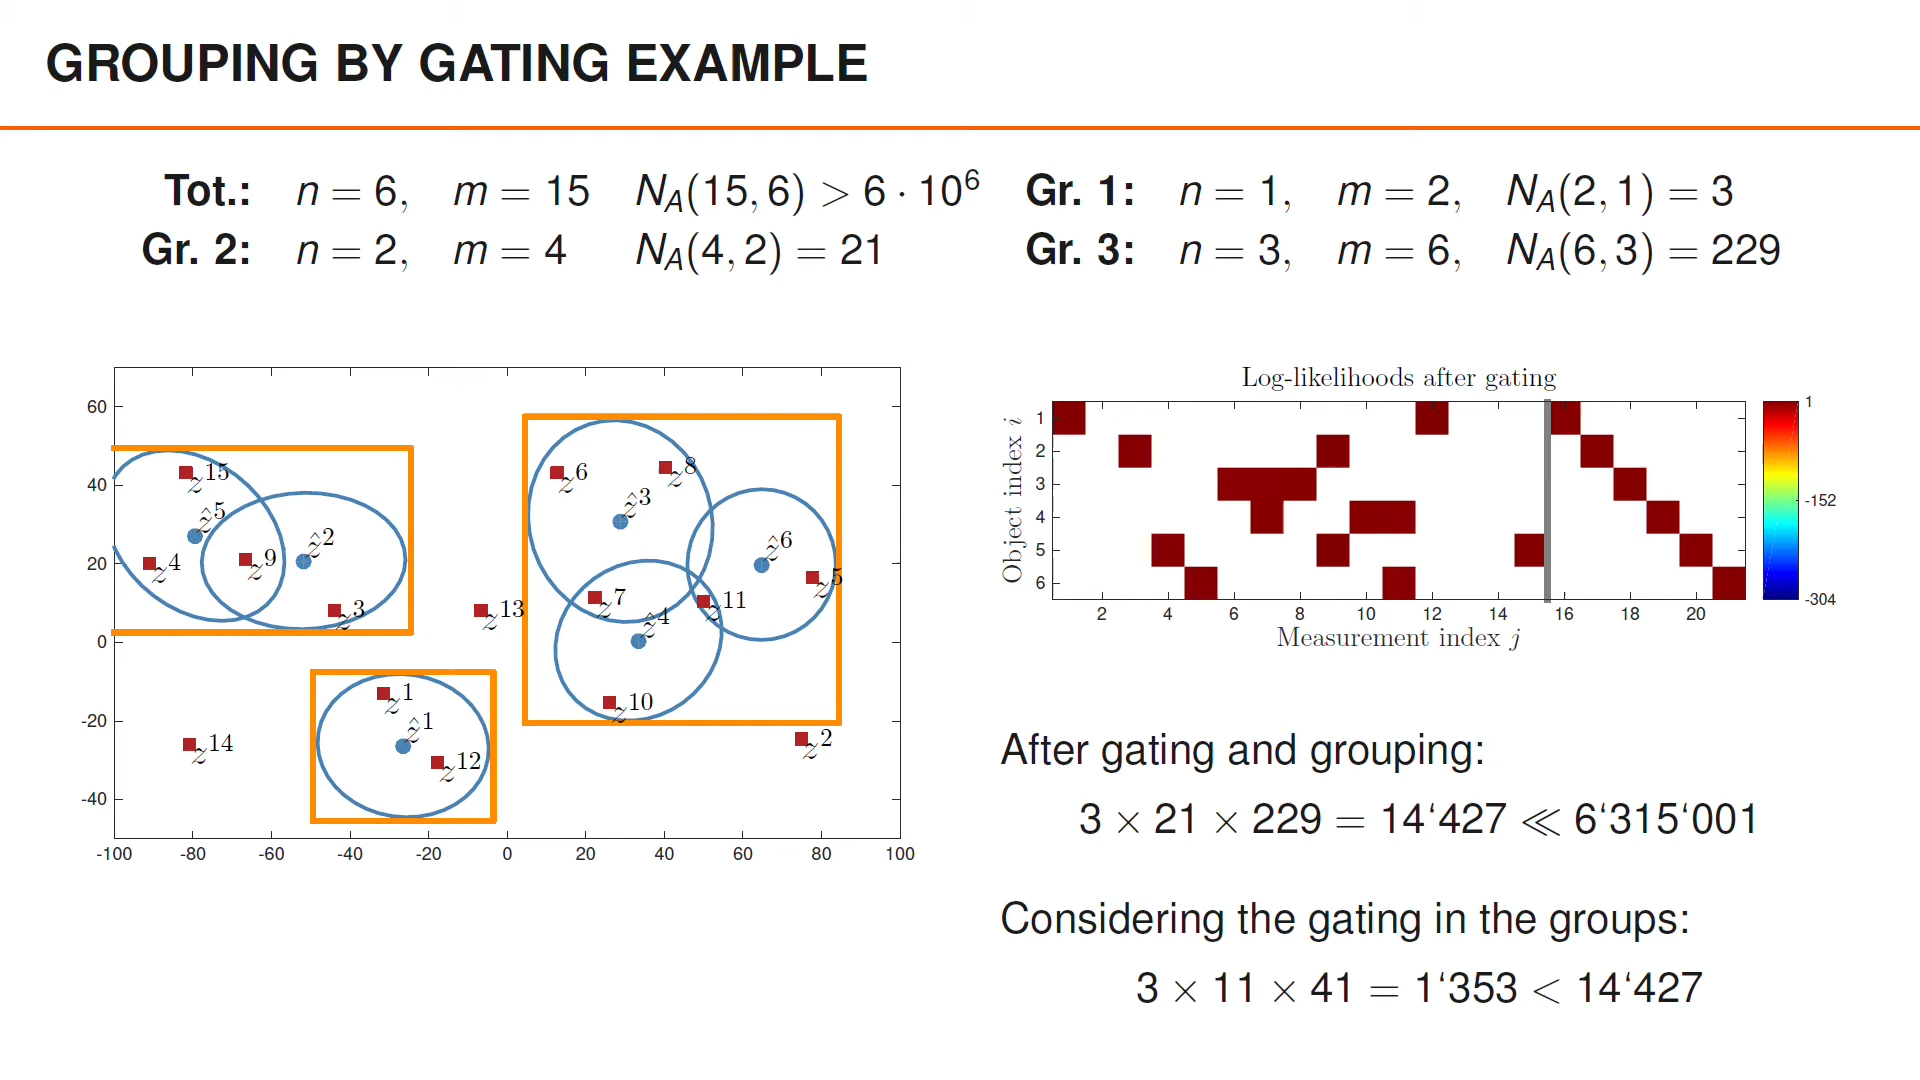 GROUPING BY GATING EXAMPLE
Tot.: n = 6, m = 15 N_A(15, 6) > 6 · 10^6 Gr. 1: n = 1, m = 2, N_A(2, 1) = 3
Gr. 2: n = 2, m = 4 N_A(4, 2) = 21 Gr. 3: n = 3, m = 6, N_A(6, 3) = 229
60
40
20
0
-20
-40
-100 -80 -60 -40 -20 0 20 40 60 80 100
z^15
ẑ^5
z^4
z^9
ẑ^2
z^3
z^13
z^6
z^8
ẑ^3
ẑ^6
z^5
z^7
z^11
ẑ^4
z^10
z^1
ẑ^1
z^12
z^14
z^2
Log-likelihoods after gating
Object index i
1
2
3
4
5
6
2 4 6 8 10 12 14 16 18 20
Measurement index j
1
-152
-304
After gating and grouping:
3 × 21 × 229 = 14‘427 ≪ 6‘315‘001
Considering the gating in the groups:
3 × 11 × 41 = 1‘353 < 14‘427